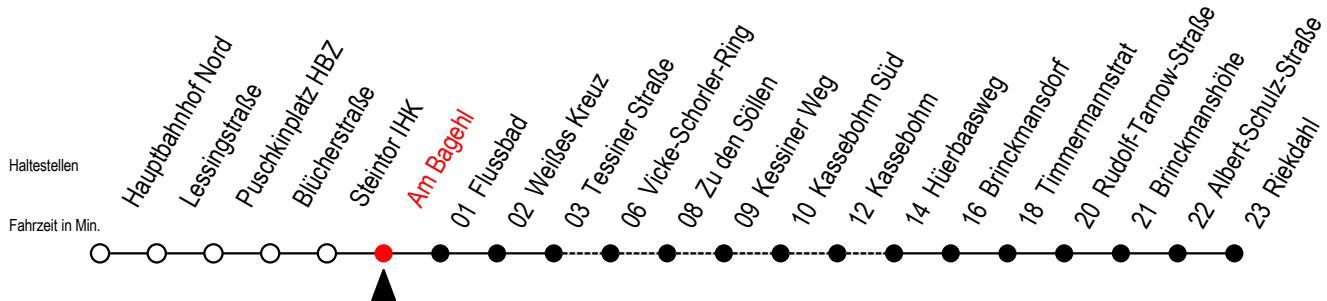 Haltestellen
Fahrzeit in Min.
Hauptbahnhof Nord
Lessingstraße
Puschkinplatz HBZ
Blücherstraße
Steintor IHK
Am Bagehl
01 Flussbad
02 Weißes Kreuz
03 Tessiner Straße
06 Vicke-Schorler-Ring
08 Zu den Söllen
09 Kessiner Weg
10 Kassebohm Süd
12 Kassebohm
14 Hüerbaasweg
16 Brinckmansdorf
18 Timmermannstrat
20 Rudolf-Tarnow-Straße
21 Brinckmanshöhe
22 Albert-Schulz-Straße
23 Riekdahl